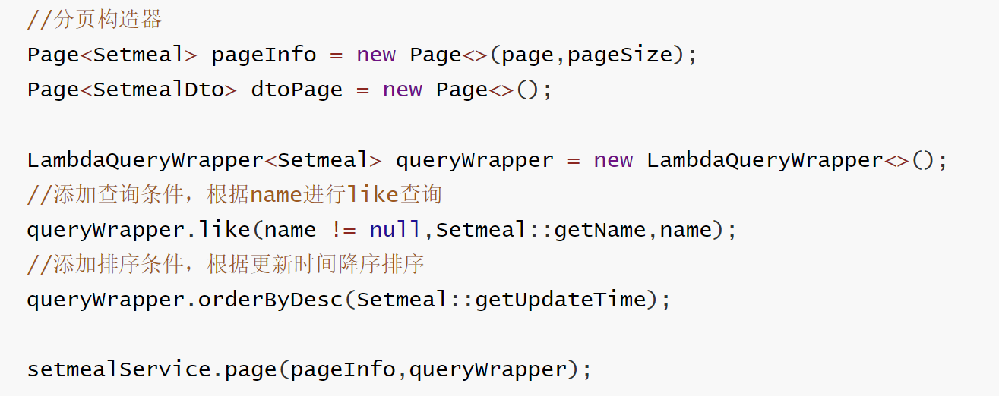 //分页构造器
Page<Setmeal> pageInfo = new Page<>(page,pageSize);
Page<SetmealDto> dtoPage = new Page<>();
LambdaQueryWrapper<Setmeal> queryWrapper = new LambdaQueryWrapper<>();
//添加查询条件，根据name进行like查询
queryWrapper.like(name != null,Setmeal::getName,name);
//添加排序条件，根据更新时间降序排序
queryWrapper.orderByDesc(Setmeal::getUpdateTime);
setmealService.page(pageInfo,queryWrapper);